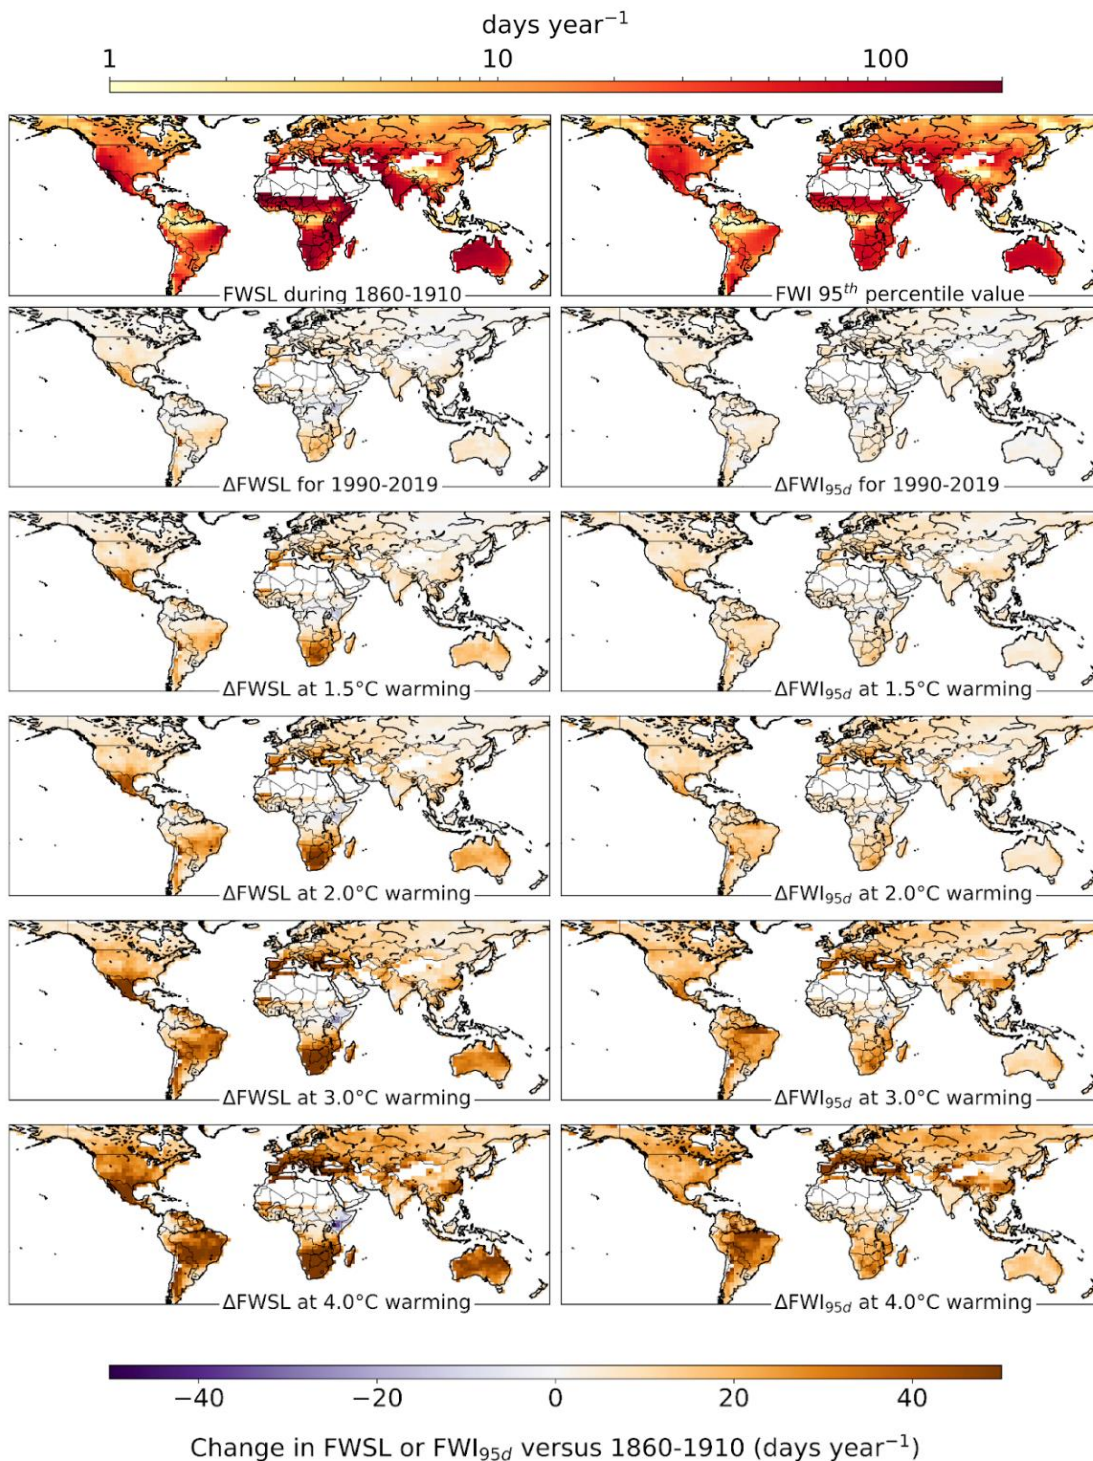 days year⁻¹
1 10 100
FWSL during 1860-1910
FWI 95ᵗʰ percentile value
ΔFWSL for 1990-2019
ΔFWI₉₅d for 1990-2019
ΔFWSL at 1.5°C warming
ΔFWI₉₅d at 1.5°C warming
ΔFWSL at 2.0°C warming
ΔFWI₉₅d at 2.0°C warming
ΔFWSL at 3.0°C warming
ΔFWI₉₅d at 3.0°C warming
ΔFWSL at 4.0°C warming
ΔFWI₉₅d at 4.0°C warming
−40 −20 0 20 40
Change in FWSL or FWI₉₅d versus 1860-1910 (days year⁻¹)